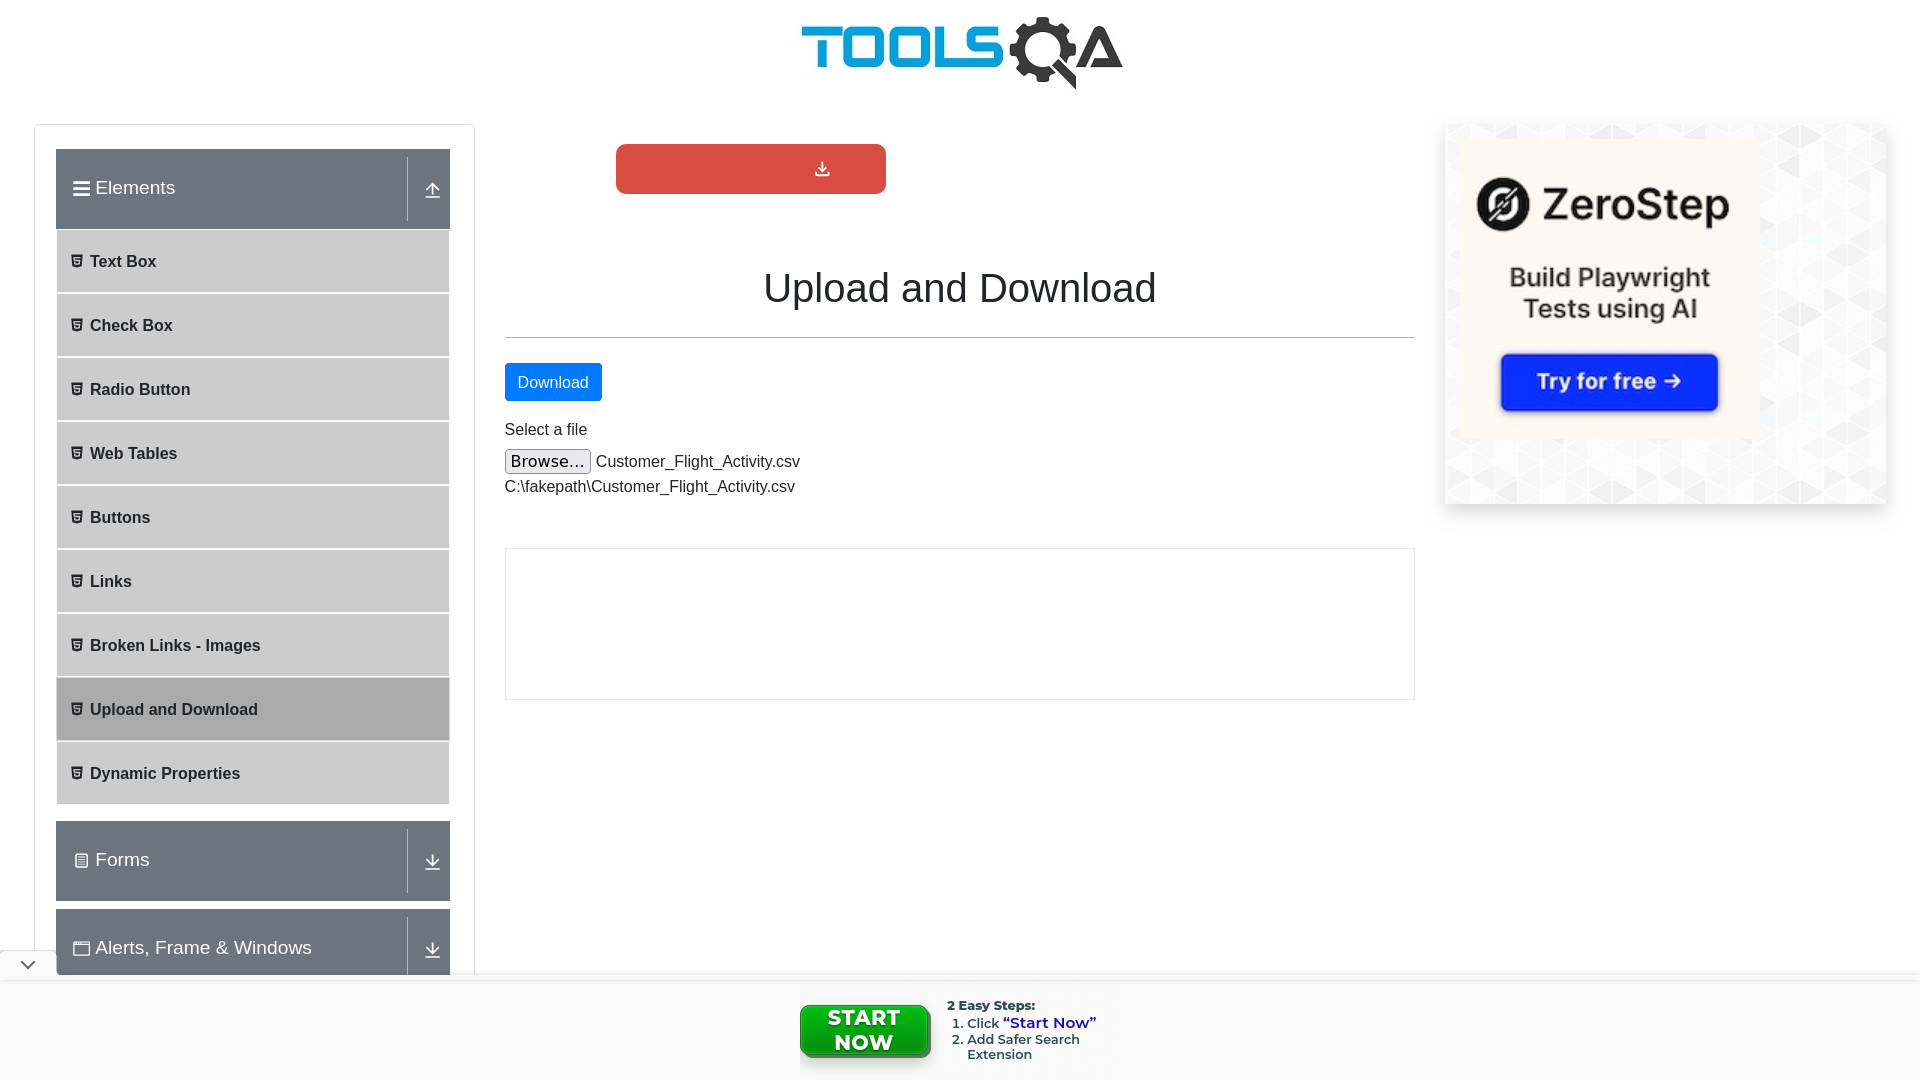 TOOLSQA
Elements
Text Box
Check Box
Radio Button
Web Tables
Buttons
Links
Broken Links - Images
Upload and Download
Dynamic Properties
Forms
Alerts, Frame & Windows
Upload and Download
Download
Select a file
Browse... Customer_Flight_Activity.csv
C:\fakepath\Customer_Flight_Activity.csv
ZeroStep
Build Playwright
Tests using AI
Try for free →
START
NOW
2 Easy Steps:
1. Click “Start Now”
2. Add Safer Search
Extension